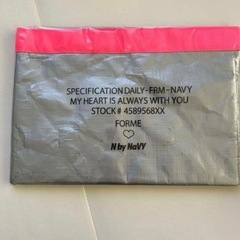 SPECIFICATION DAILY-FRM - NAVY
MY HEART IS ALWAYS WITH YOU
STOCK # 4589568XX
FORME
N by NaVY